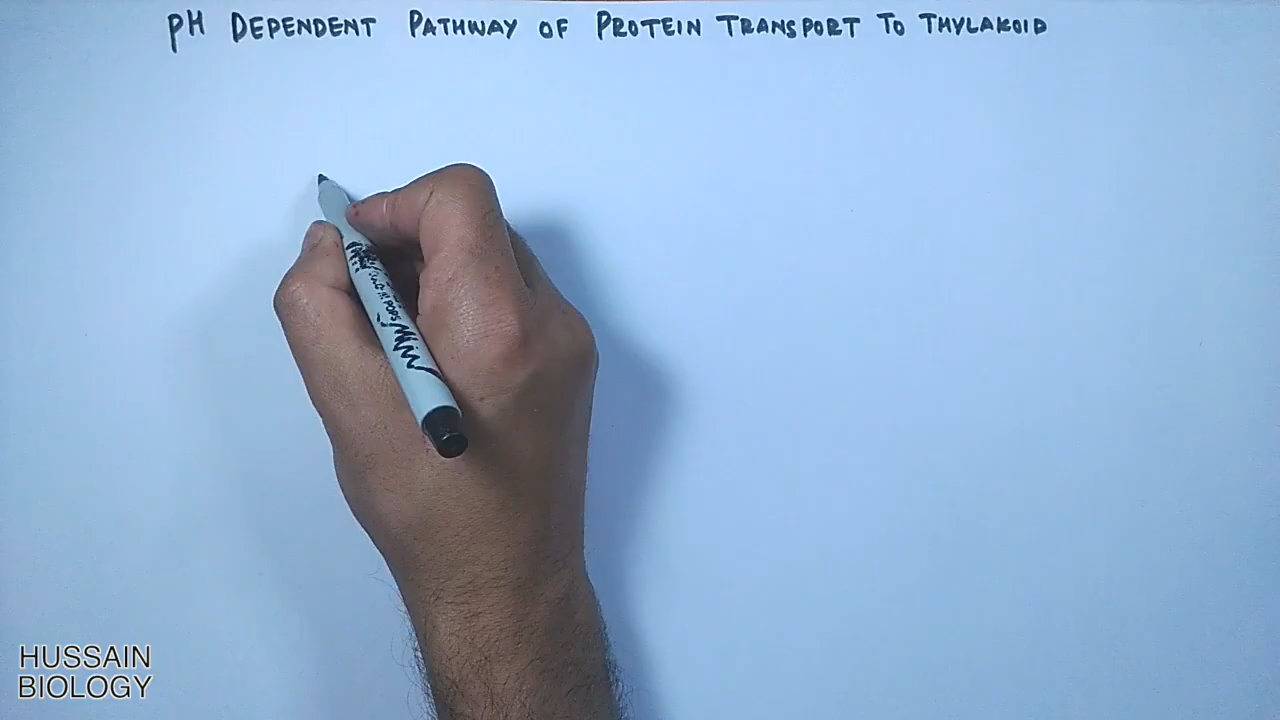 pH DEPENDENT PATHWAY OF PROTEIN TRANSPORT TO THYLAKOID
HUSSAIN
BIOLOGY